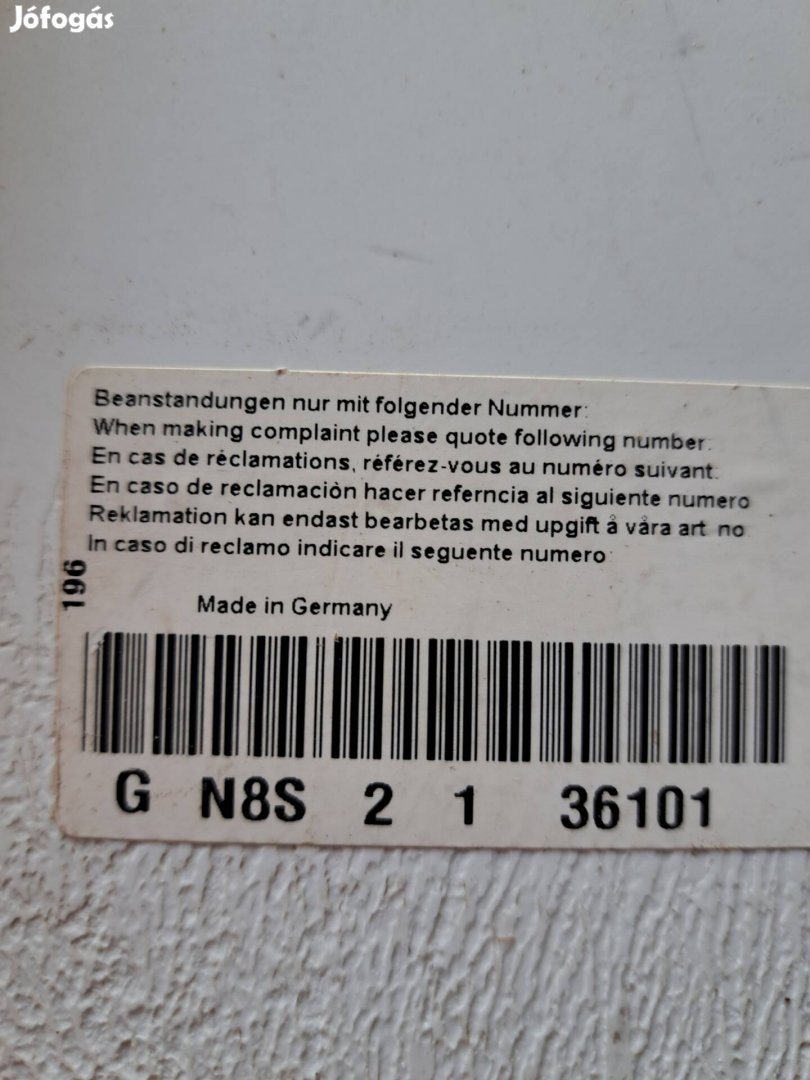 Jófogás
Beanstandungen nur mit folgender Nummer:
When making complaint please quote following number.
En cas de réclamations, référez-vous au numéro suivant.
En caso de reclamaciòn hacer referncia al siguiente numero
Reklamation kan endast bearbetas med upgift å våra art. no
In caso di reclamo indicare il seguente numero
196
Made in Germany
G N8S 2 1 36101